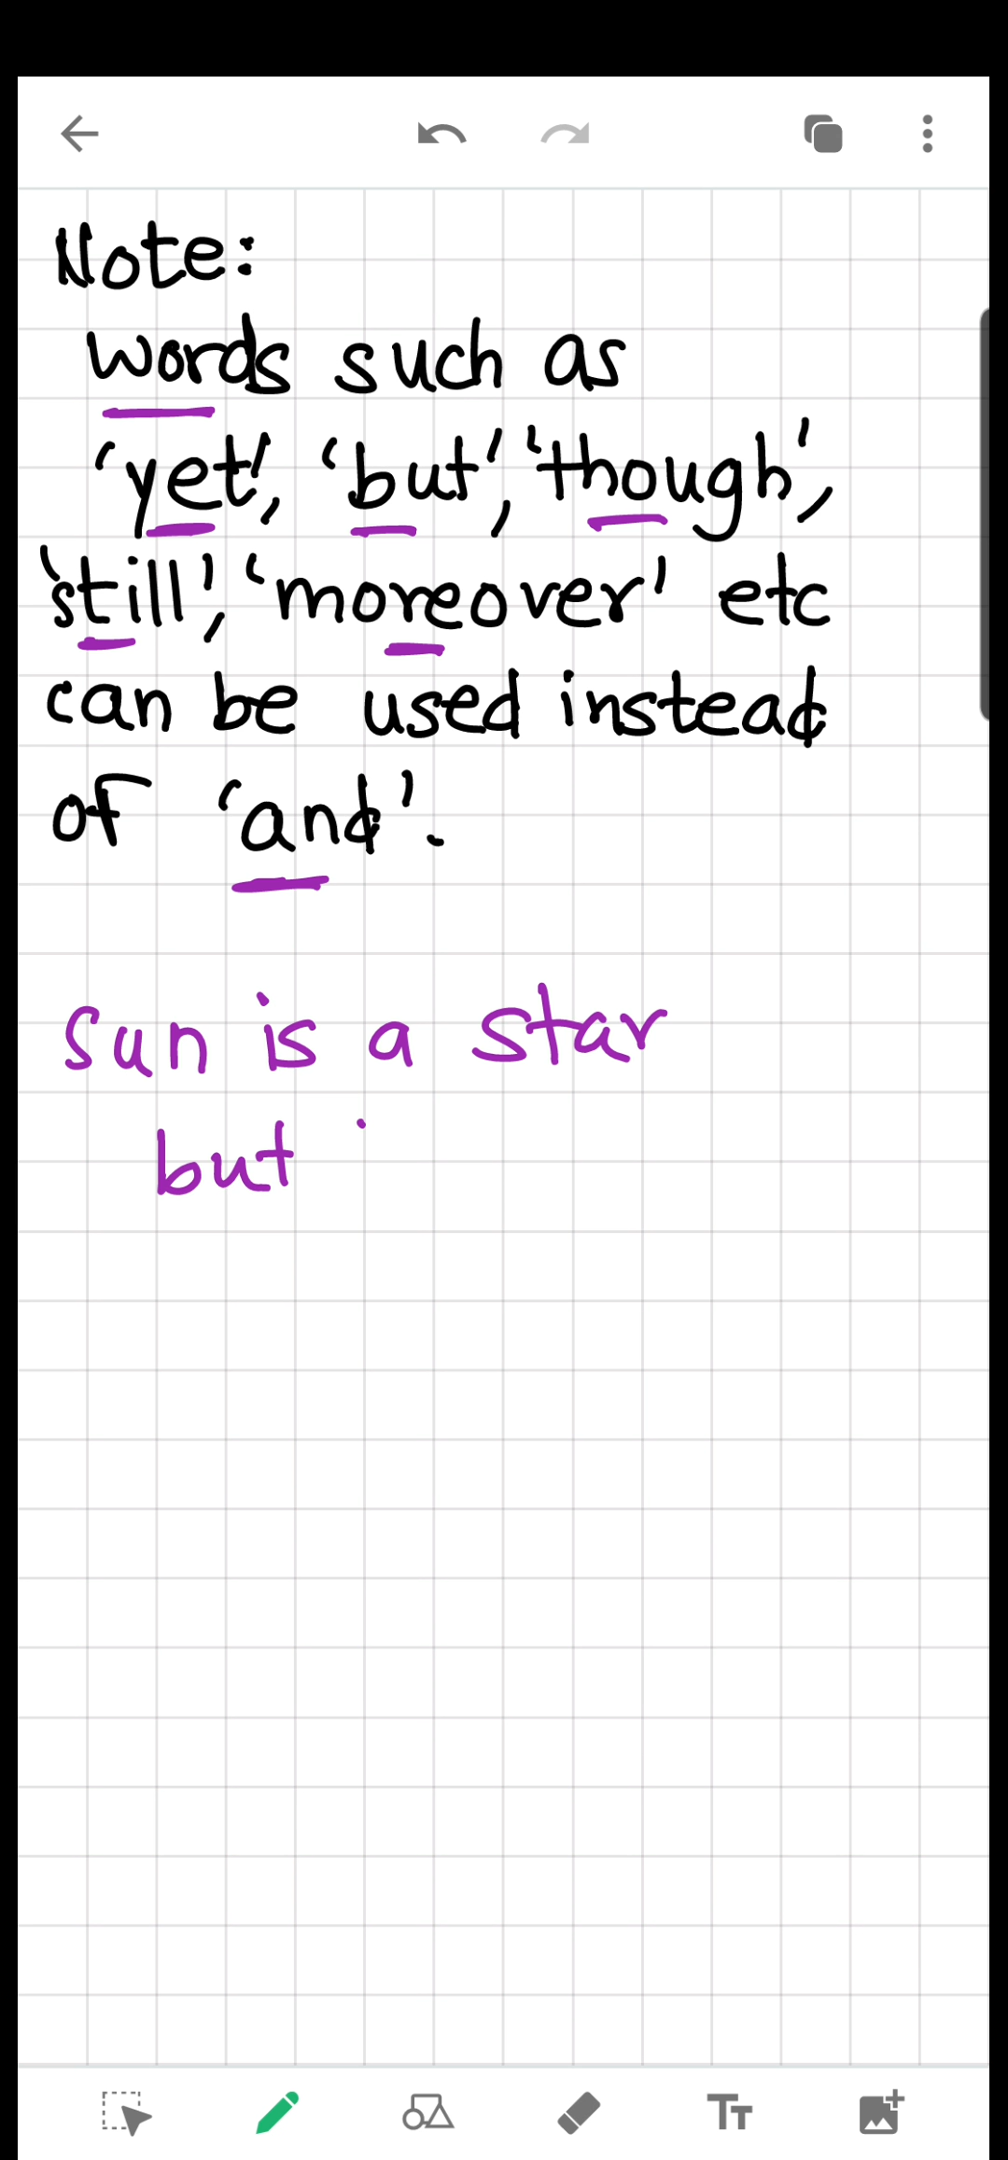 Note:
words such as
'yet', 'but', 'though',
'still', 'moreover' etc
can be used instead
of 'and'.
Sun is a star
but